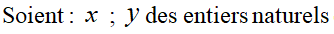 Soient : x ; y des entiers naturels